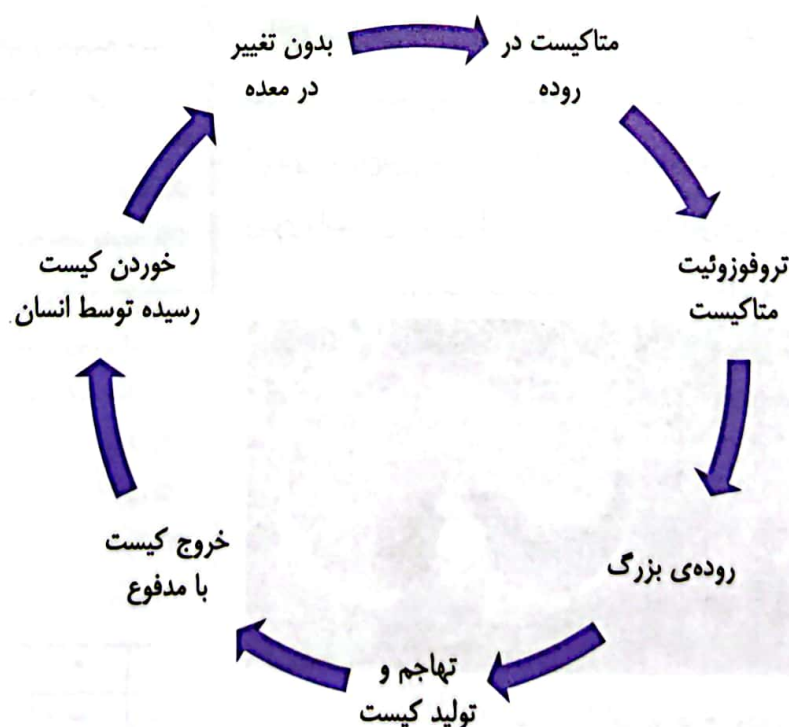 خوردن کیست
رسیده توسط انسان
بدون تغییر
در معده
متاکیست در
روده
تروفوزوئیت
متاکیست
روده‌ی بزرگ
تهاجم و
تولید کیست
خروج کیست
با مدفوع